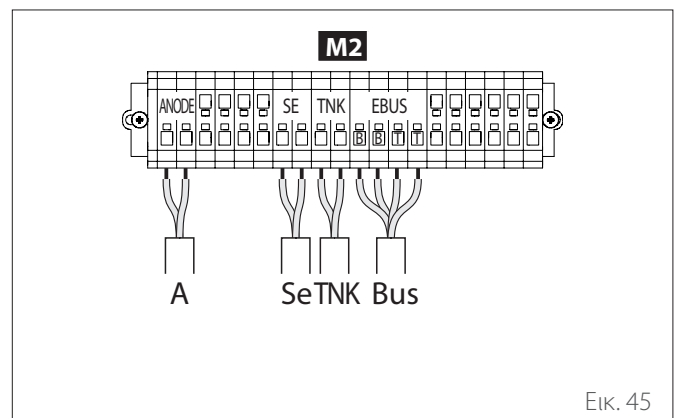 M2
ANODE SE TNK EBUS
B B T T
A Se TNK Bus
Εικ. 45